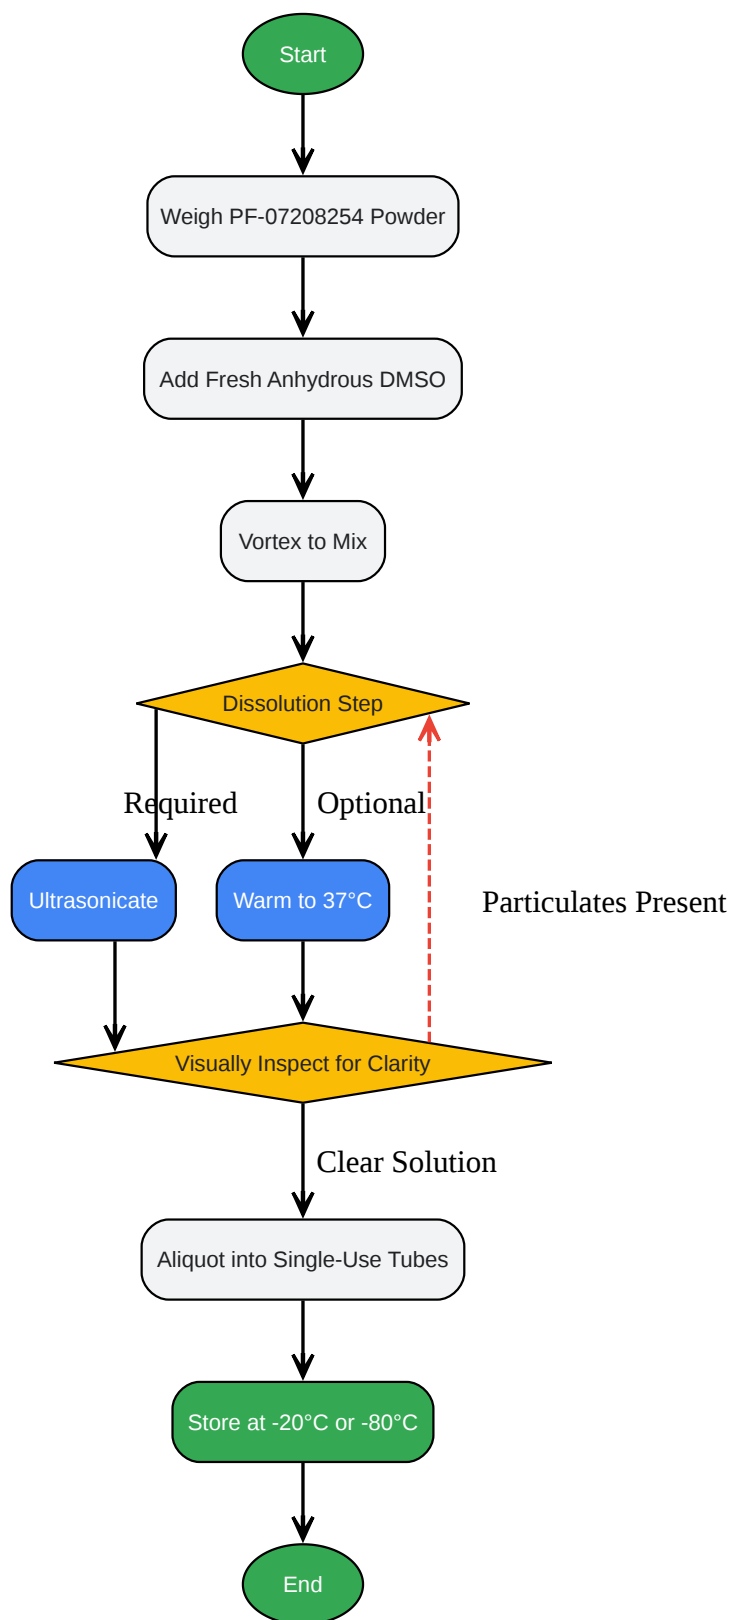 Start
Weigh PF-07208254 Powder
Add Fresh Anhydrous DMSO
Vortex to Mix
Dissolution Step
Required
Optional
Ultrasonicate
Warm to 37°C
Particulates Present
Visually Inspect for Clarity
Clear Solution
Aliquot into Single-Use Tubes
Store at -20°C or -80°C
End